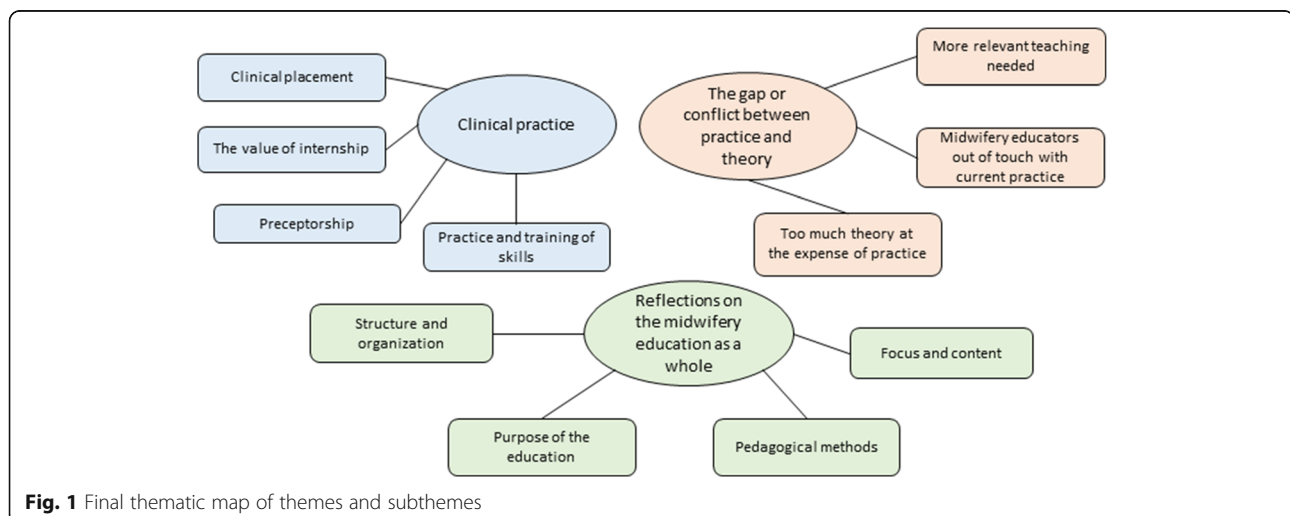 Clinical placement
The value of internship
Preceptorship
Practice and training of
skills
Clinical practice
The gap or
conflict between
practice and
theory
More relevant teaching
needed
Midwifery educators
out of touch with
current practice
Too much theory at
the expense of practice
Reflections on
the midwifery
education as a
whole
Structure and
organization
Purpose of the
education
Pedagogical methods
Focus and content
Fig. 1 Final thematic map of themes and subthemes